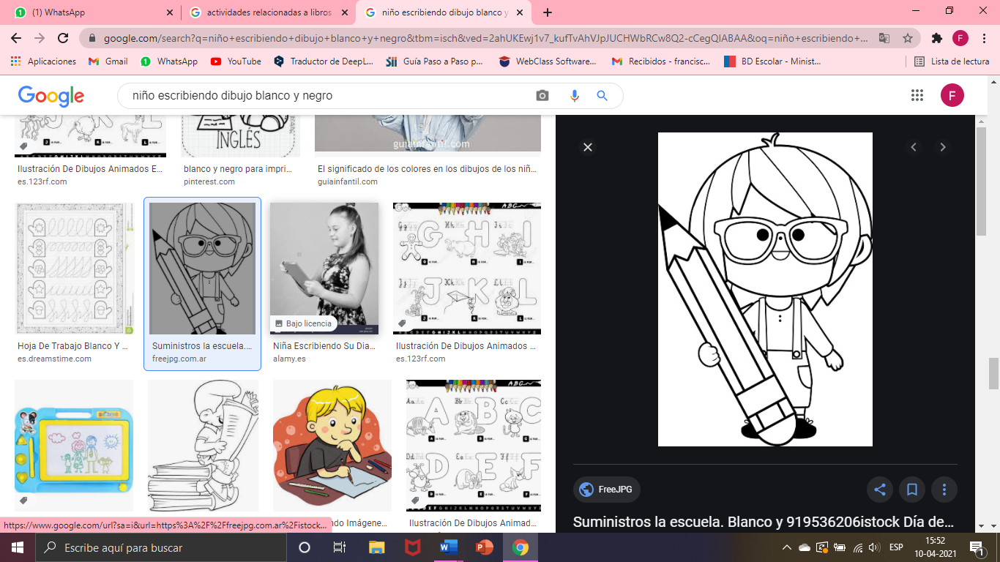 (1) WhatsApp
actividades relacionadas a libros
niño escribiendo dibujo blanco y
google.com/search?q=niño+escribiendo+dibujo+blanco+y+negro&tbm=isch&ved=2ahUKEwj1v7_kufTvAhVJpJUCHWbRCw8Q2-cCegQIABAA&oq=niño+escribiendo+...
Aplicaciones
Gmail
WhatsApp
YouTube
Traductor de DeepL...
Guía Paso a Paso p...
WebClass Software...
Recibidos - francisc...
BD Escolar - Minist...
Lista de lectura
Google
niño escribiendo dibujo blanco y negro
F
J K L
INGLÉS
guiainfantil.com
Ilustración De Dibujos Animados E...
es.123rf.com
blanco y negro para impri...
pinterest.com
El significado de los colores en los dibujos de los niñ...
guiainfantil.com
Hoja De Trabajo Blanco Y ...
es.dreamstime.com
Suministros la escuela....
freejpg.com.ar
Bajo licencia
Niña Escribiendo Su Dia...
alamy.es
ABC
G H I
J K L
Ilustración De Dibujos Animados ...
es.123rf.com
ABC
A B C
D E F
ndo Imágene...
Ilustración De Dibujos Animad...
FreeJPG
Suministros la escuela. Blanco y 919536206istock Día de...
https://www.google.com/url?sa=i&url=https%3A%2F%2Ffreejpg.com.ar%2Fistock...
Escribe aquí para buscar
ESP
15:52
10-04-2021
1